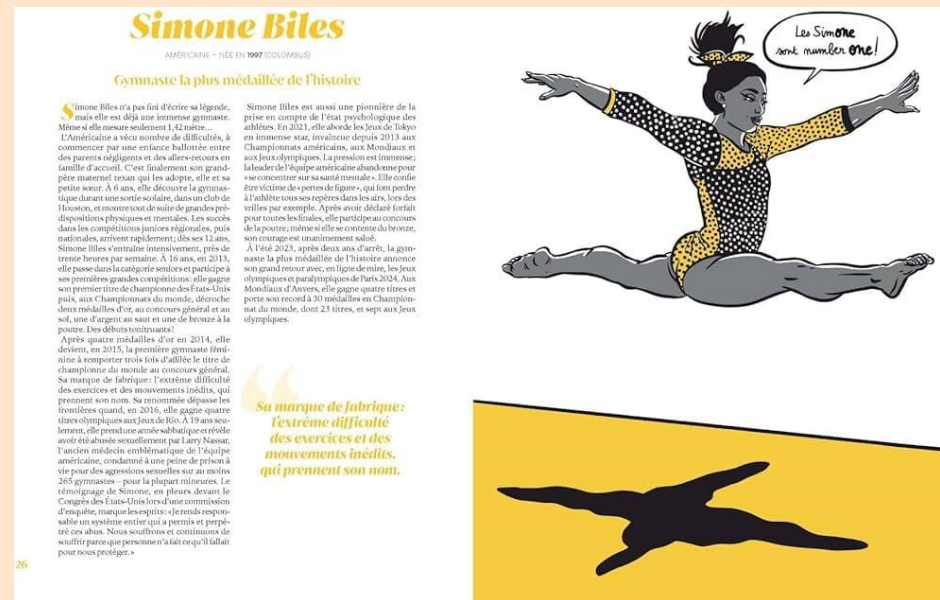 Simone Biles
AMÉRICAINE – NÉE EN 1997 (COLOMBUS)
Gymnaste la plus médaillée de l'histoire
Simone Biles n'a pas fini d'écrire sa légende,
mais elle est déjà une immense gymnaste.
Même si elle mesure seulement 1,42 mètre…
L'Américaine a vécu nombre de difficultés, à
commencer par une enfance ballottée entre
des parents négligents et des allers-retours en
famille d'accueil. C'est finalement son grand-
père maternel texan qui les adopte, elle et sa
petite sœur. À 6 ans, elle découvre la gymnas-
tique durant une sortie scolaire, dans un club de
Houston, et montre tout de suite de grandes pré-
dispositions physiques et mentales. Les succès
dans les compétitions juniors régionales, puis
nationales, arrivent rapidement ; dès ses 12 ans,
Simone Biles s'entraîne intensivement, près de
trente heures par semaine. À 16 ans, en 2013,
elle passe dans la catégorie seniors et participe à
ses premières grandes compétitions : elle gagne
son premier titre de championne des États-Unis
puis, aux Championnats du monde, décroche
deux médailles d'or, au concours général et au
sol, une d'argent au saut et une de bronze à la
poutre. Des débuts tonitruants !
Après quatre médailles d'or en 2014, elle
devient, en 2015, la première gymnaste fémi-
nine à remporter trois fois d'affilée le titre de
championne du monde au concours général.
Sa marque de fabrique : l'extrême difficulté
des exercices et des mouvements inédits, qui
prennent son nom. Sa renommée dépasse les
frontières quand, en 2016, elle gagne quatre
titres olympiques aux Jeux de Rio. À 19 ans seu-
lement, elle prend une année sabbatique et révèle
avoir été abusée sexuellement par Larry Nassar,
l'ancien médecin emblématique de l'équipe
américaine, condamné à une peine de prison à
vie pour des agressions sexuelles sur au moins
265 gymnastes – pour la plupart mineures. Le
témoignage de Simone, en pleurs devant le
Congrès des États-Unis lors d'une commission
d'enquête, marque les esprits : « Je rends respon-
sable un système entier qui a permis et perpé-
tré ces abus. Nous souffrons et continuons de
souffrir parce que personne n'a fait ce qu'il fallait
pour nous protéger. »
Simone Biles est aussi une pionnière de la
prise en compte de l'état psychologique des
athlètes. En 2021, elle aborde les Jeux de Tokyo
en immense star, invaincue depuis 2013 aux
Championnats américains, aux Mondiaux et
aux Jeux olympiques. La pression est immense ;
la leader de l'équipe américaine abandonne pour
« se concentrer sur sa santé mentale ». Elle confie
être victime de « pertes de figure », qui font perdre
à l'athlète tous ses repères dans les airs, lors des
vrilles par exemple. Après avoir déclaré forfait
pour toutes les finales, elle participe au concours
de la poutre ; même si elle se contente du bronze,
son courage est unanimement salué.
À l'été 2023, après deux ans d'arrêt, la gym-
naste la plus médaillée de l'histoire annonce
son grand retour avec, en ligne de mire, les Jeux
olympiques et paralympiques de Paris 2024. Aux
Mondiaux d'Anvers, elle gagne quatre titres et
porte son record à 30 médailles en Champion-
nat du monde, dont 23 titres, et sept aux Jeux
olympiques.
Sa marque de fabrique :
l'extrême difficulté
des exercices et des
mouvements inédits,
qui prennent son nom.
26
Les Simone
sont number one !